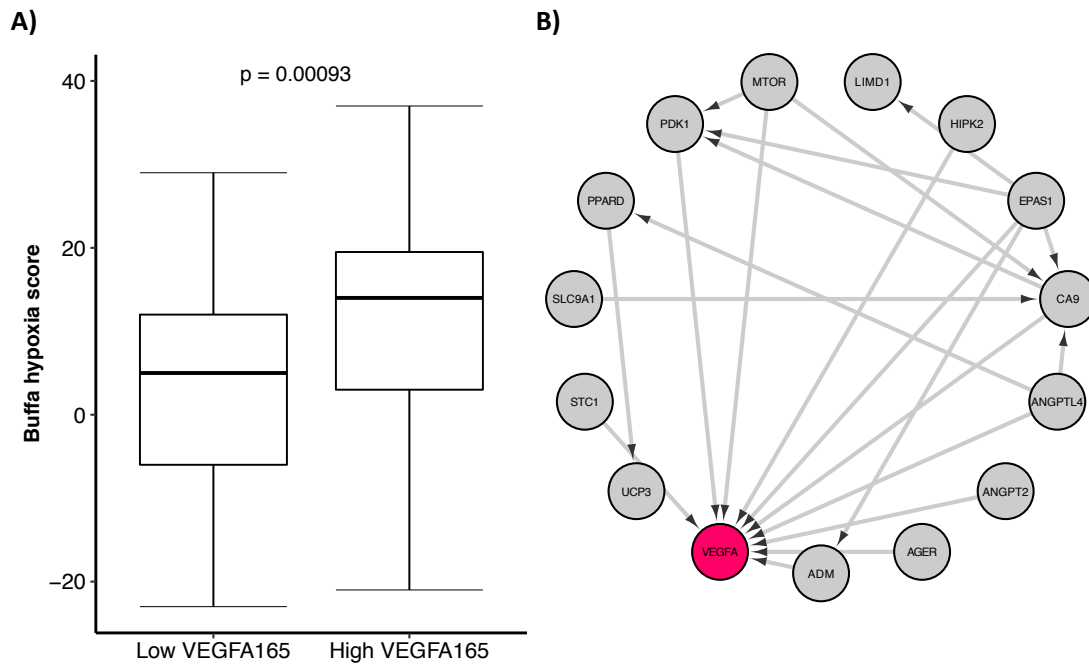 A)
p = 0.00093
Buffa hypoxia score
40
20
0
−20
Low VEGFA165
High VEGFA165
B)
MTOR
LIMD1
PDK1
HIPK2
PPARD
EPAS1
SLC9A1
CA9
STC1
ANGPTL4
UCP3
ANGPT2
VEGFA
AGER
ADM